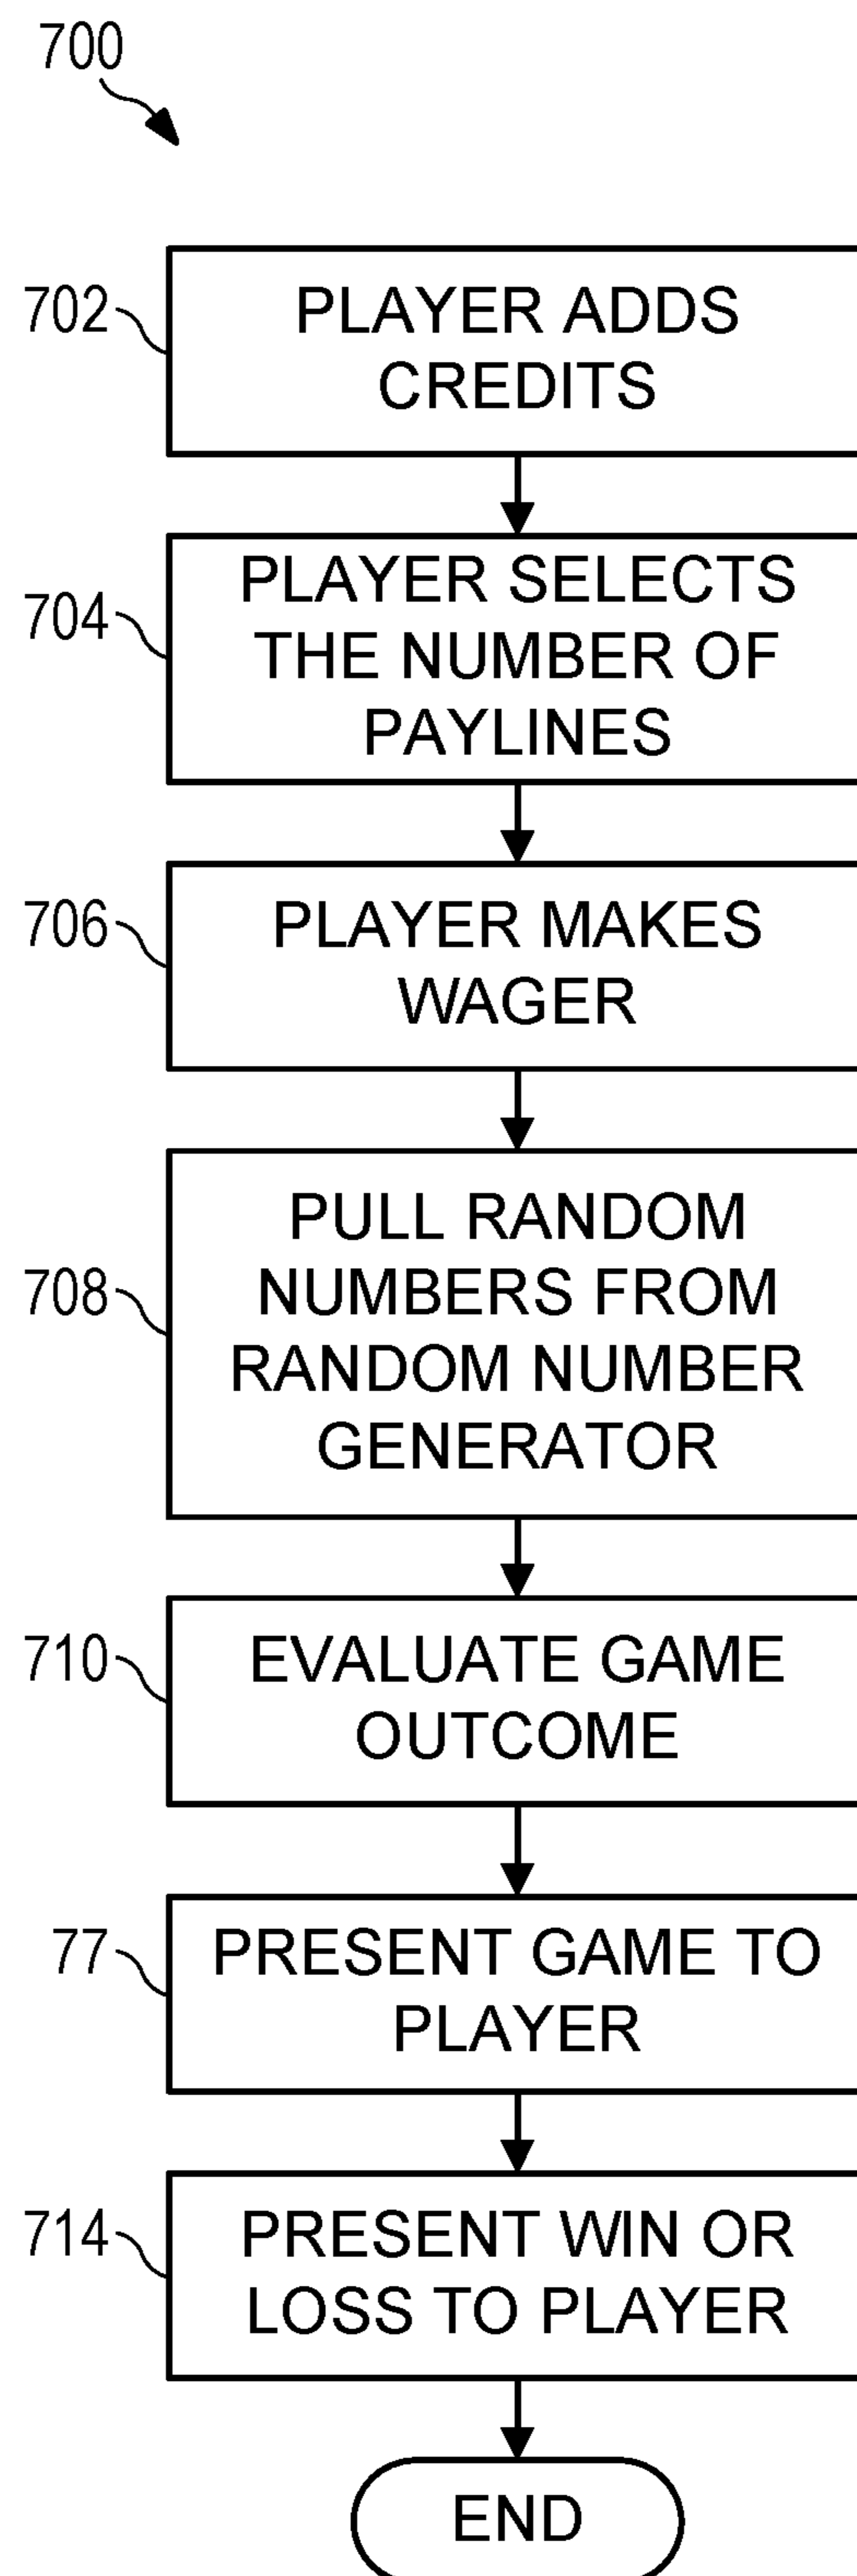 700
702
PLAYER ADDS
CREDITS
704
PLAYER SELECTS
THE NUMBER OF
PAYLINES
706
PLAYER MAKES
WAGER
708
PULL RANDOM
NUMBERS FROM
RANDOM NUMBER
GENERATOR
710
EVALUATE GAME
OUTCOME
77
PRESENT GAME TO
PLAYER
714
PRESENT WIN OR
LOSS TO PLAYER
END